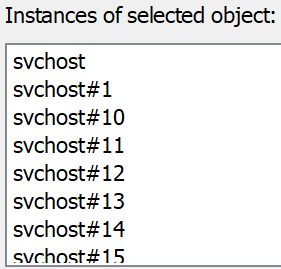 Instances of selected object:
svchost
svchost#1
svchost#10
svchost#11
svchost#12
svchost#13
svchost#14
svchost#15